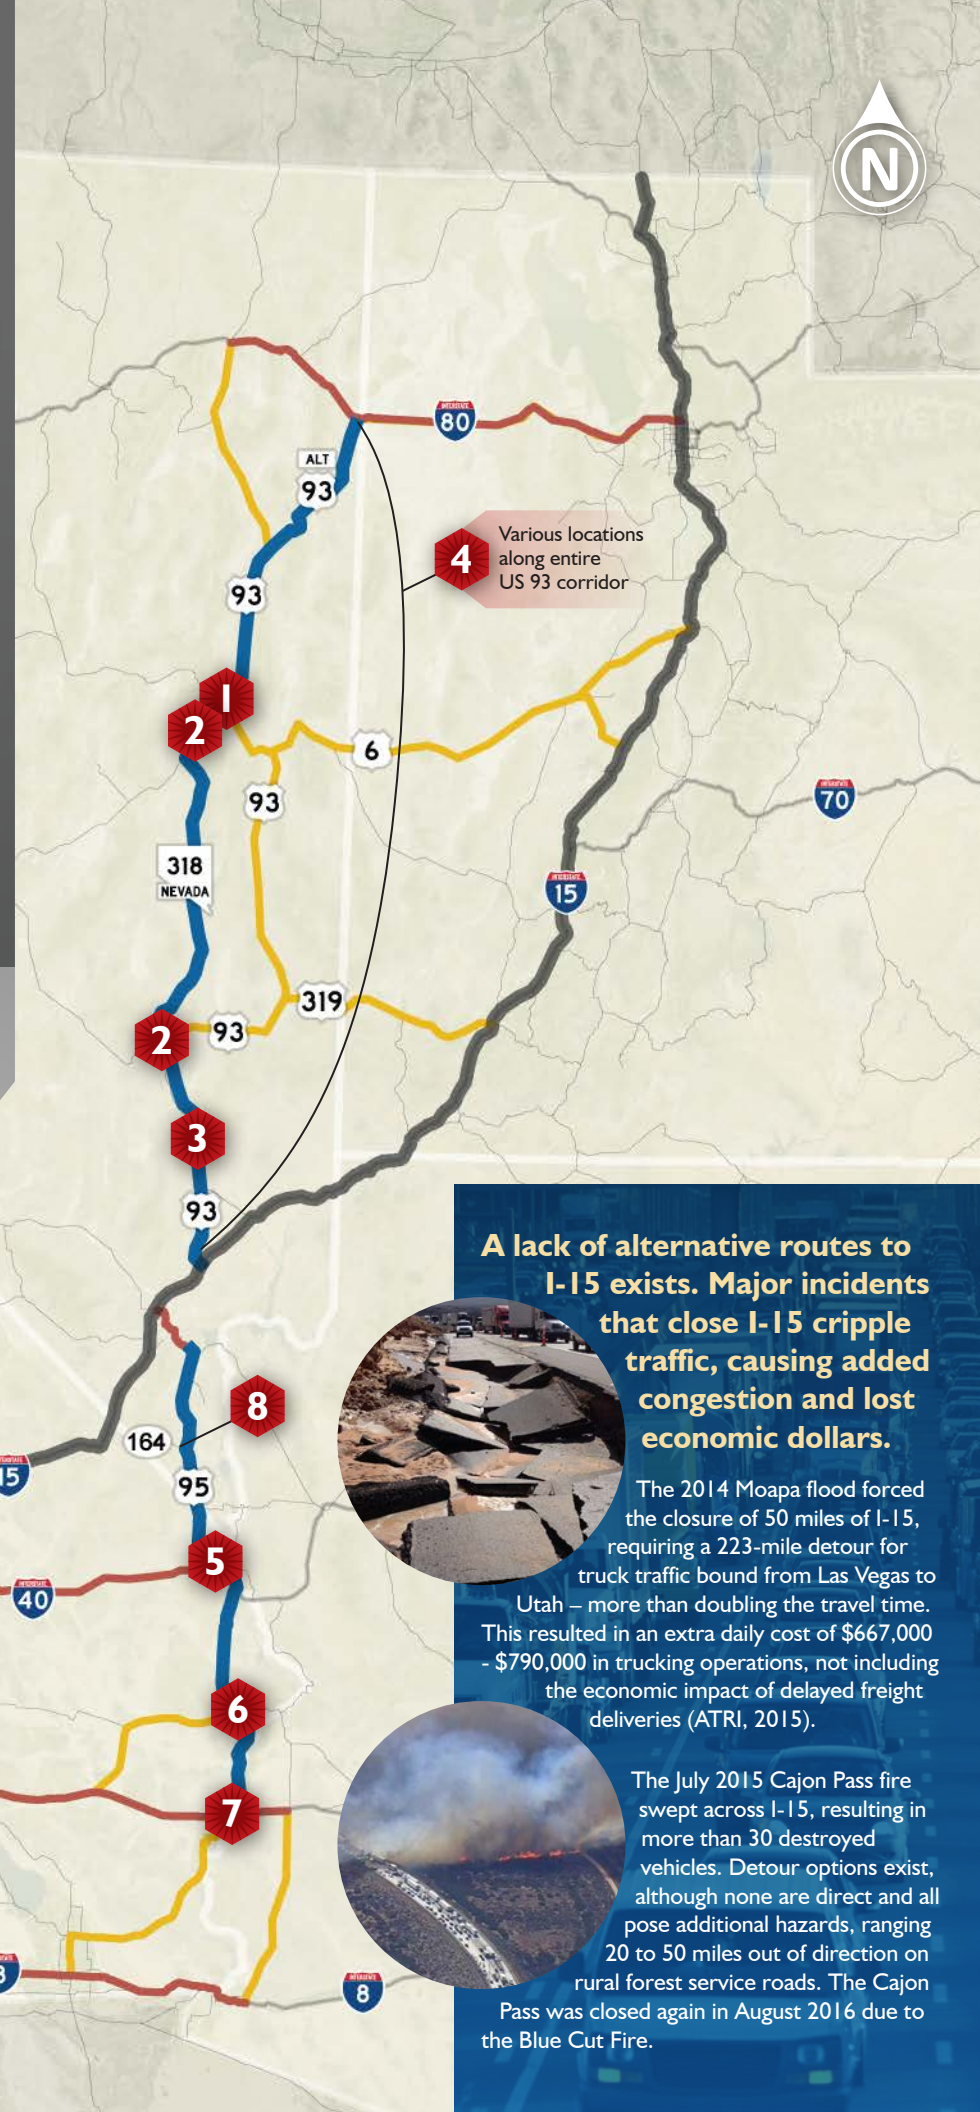 N
INTERSTATE
80
ALT
93
4
Various locations
along entire
US 93 corridor
93
1
2
6
93
INTERSTATE
70
318
NEVADA
INTERSTATE
15
319
2
93
3
93
A lack of alternative routes to
I-15 exists. Major incidents
that close I-15 cripple
traffic, causing added
congestion and lost
economic dollars.
8
164
15
95
The 2014 Moapa flood forced
the closure of 50 miles of I-15,
requiring a 223-mile detour for
truck traffic bound from Las Vegas to
Utah – more than doubling the travel time.
This resulted in an extra daily cost of $667,000
- $790,000 in trucking operations, not including
the economic impact of delayed freight
deliveries (ATRI, 2015).
5
INTERSTATE
40
6
7
The July 2015 Cajon Pass fire
swept across I-15, resulting in
more than 30 destroyed
vehicles. Detour options exist,
although none are direct and all
pose additional hazards, ranging
20 to 50 miles out of direction on
rural forest service roads. The Cajon
Pass was closed again in August 2016 due to
the Blue Cut Fire.
INTERSTATE
8